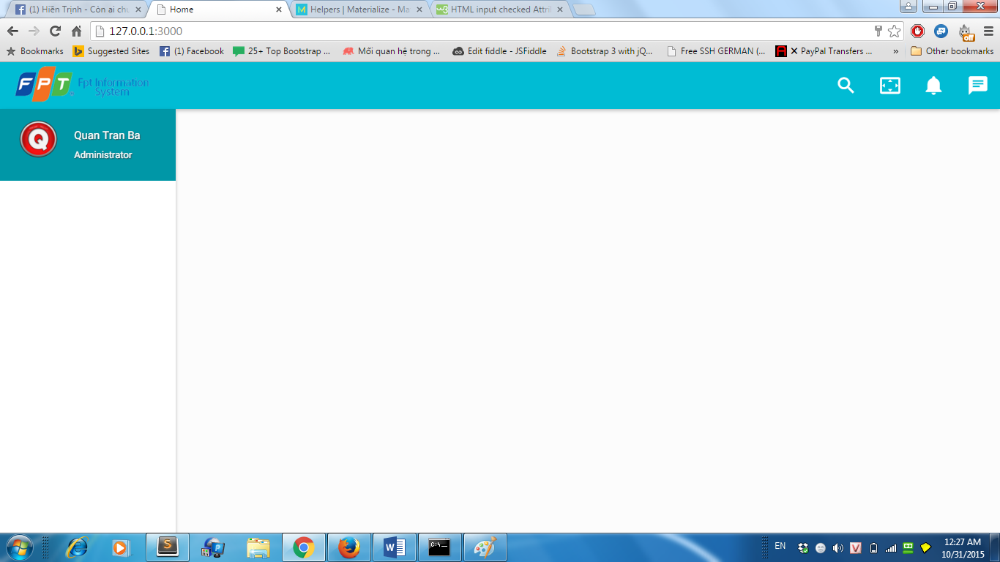 (1) Hiền Trịnh - Còn ai chu
Home
Helpers | Materialize - Ma
HTML input checked Attri
127.0.0.1:3000
off
Bookmarks
Suggested Sites
(1) Facebook
25+ Top Bootstrap ...
Mối quan hệ trong ...
Edit fiddle - JSFiddle
Bootstrap 3 with jQ...
Free SSH GERMAN (...
✕ PayPal Transfers ...
»
Other bookmarks
FPT
Fpt Information
System
Q
Quan Tran Ba
Administrator
EN
12:27 AM
10/31/2015